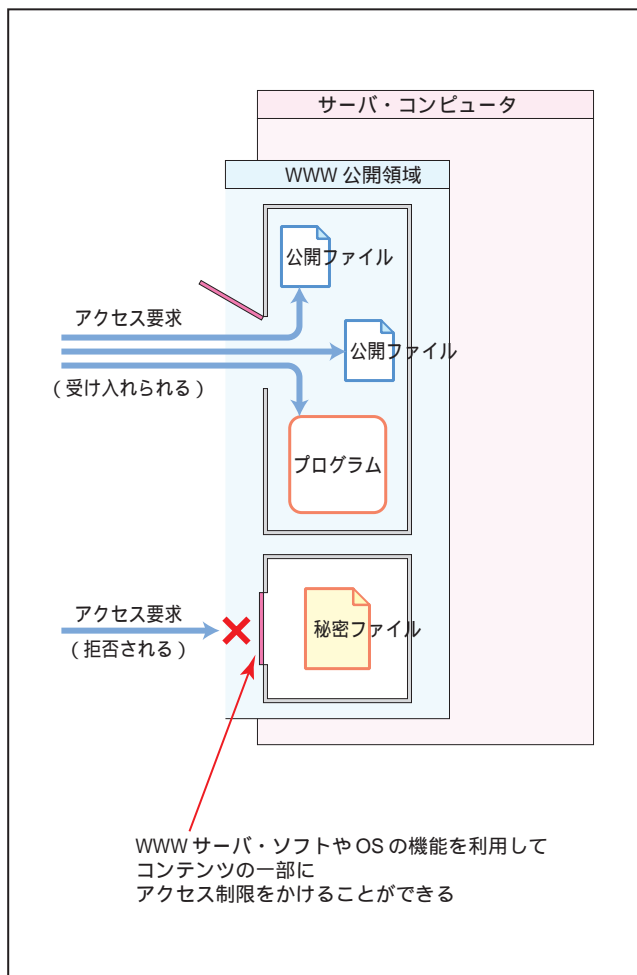 サーバ・コンピュータ
WWW 公開領域
公開ファイル
アクセス要求
公開ファイル
(受け入れられる)
プログラム
アクセス要求
秘密ファイル
(拒否される)
WWW サーバ・ソフトや OS の機能を利用して
コンテンツの一部に
アクセス制限をかけることができる